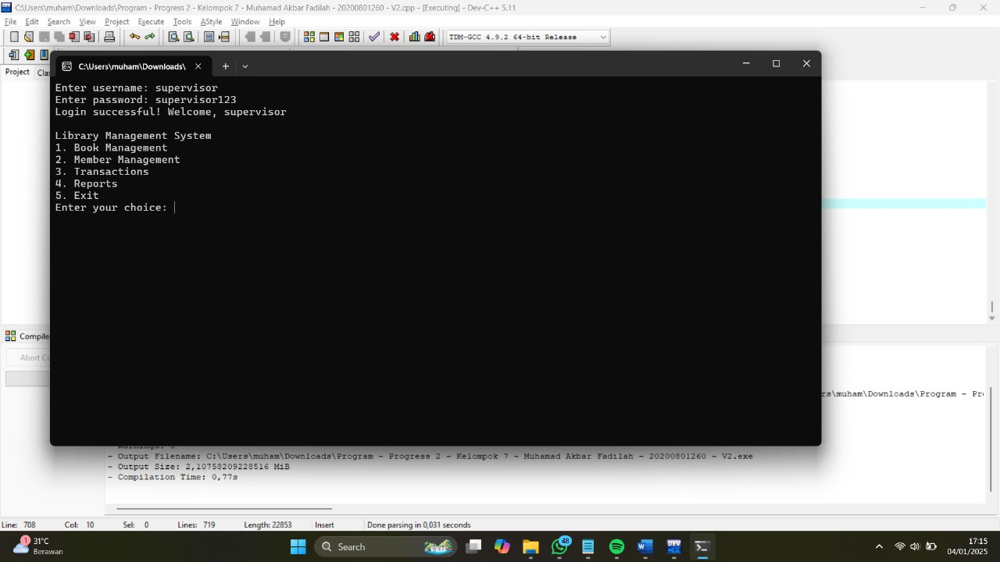 C:\Users\muham\Downloads\Program - Progress 2 - Kelompok 7 - Muhamad Akbar Fadilah - 20200801260 - V2.cpp - [Executing] - Dev-C++ 5.11
File Edit Search View Project Execute Tools AStyle Window Help
TDM-GCC 4.9.2 64-bit Release
Project
C:\Users\muham\Downloads\
Enter username: supervisor
Enter password: supervisor123
Login successful! Welcome, supervisor
Library Management System
1. Book Management
2. Member Management
3. Transactions
4. Reports
5. Exit
Enter your choice:
rs\muham\Downloads\Program - Pr
- Output Filename: C:\Users\muham\Downloads\Program - Progress 2 - Kelompok 7 - Muhamad Akbar Fadilah - 20200801260 - V2.exe
- Output Size: 2,10758209228516 MiB
- Compilation Time: 0,77s
Line: 708 Col: 10 Sel: 0 Lines: 719 Length: 22853 Insert Done parsing in 0,031 seconds
1
31°C
Berawan
Search
DEV
48
17:15
04/01/2025